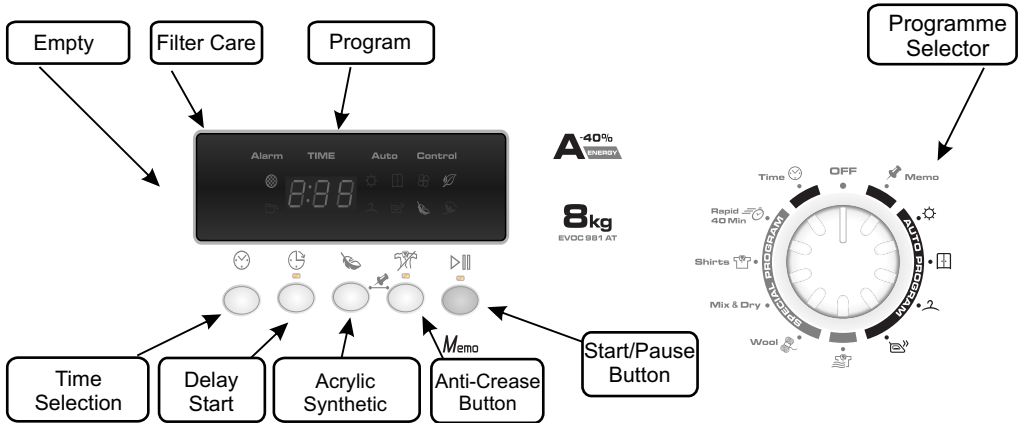 Empty
Filter Care
Program
Programme
Selector
Alarm TIME Auto Control
8:88
A-40%
ENERGY
8kg
EVOC 981 AT
Time
OFF
Memo
Rapid
40 Min
Shirts
Mix & Dry
Wool
SPECIAL PROGRAM
AUTO PROGRAM
Memo
Time
Selection
Delay
Start
Acrylic
Synthetic
Anti-Crease
Button
Start/Pause
Button